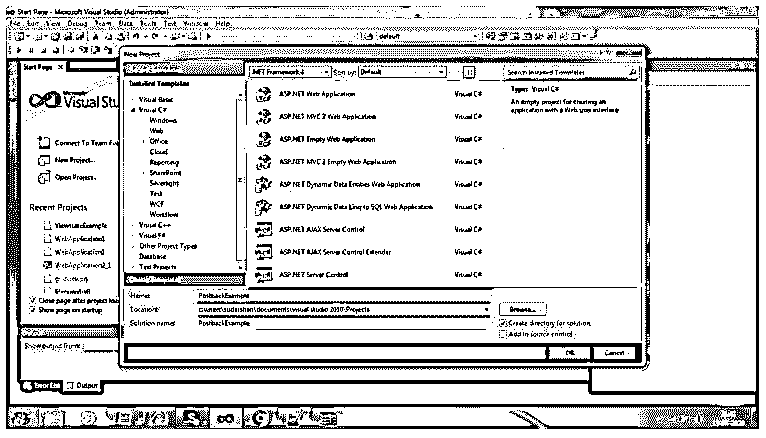 Start Page - Microsoft Visual Studio (Administrator)
File Edit View Debug Team Data Tools Test Window Help
default
New Project
Start Page
Installed Templates
.NET Framework 4
Sort by: Default
Search Installed Templates
Visual Basic
Visual C#
Windows
Web
Office
Cloud
Reporting
SharePoint
Silverlight
Test
WCF
Workflow
Visual C++
Visual F#
Other Project Types
Database
Test Projects
ASP.NET Web Application Visual C#
ASP.NET MVC 2 Web Application Visual C#
ASP.NET Empty Web Application Visual C#
ASP.NET MVC 2 Empty Web Application Visual C#
ASP.NET Dynamic Data Entities Web Application Visual C#
ASP.NET Dynamic Data Linq to SQL Web Application Visual C#
ASP.NET AJAX Server Control Visual C#
ASP.NET AJAX Server Control Extender Visual C#
ASP.NET Server Control Visual C#
Type: Visual C#
An empty project for creating an
application with a Web user interface
Visual Stu
Connect To Team Fou
New Project...
Open Project...
Recent Projects
ViewstateExample
WebApplication1
WebApplication2_1
Close page after project loa
Show page on startup
Name: PostbackExample
Location: c:\users\sudarshan\documents\visual studio 2010\Projects
Browse...
Solution name: PostbackExample
Create directory for solution
Add to source control
OK Cancel
Show output from:
Error List Output